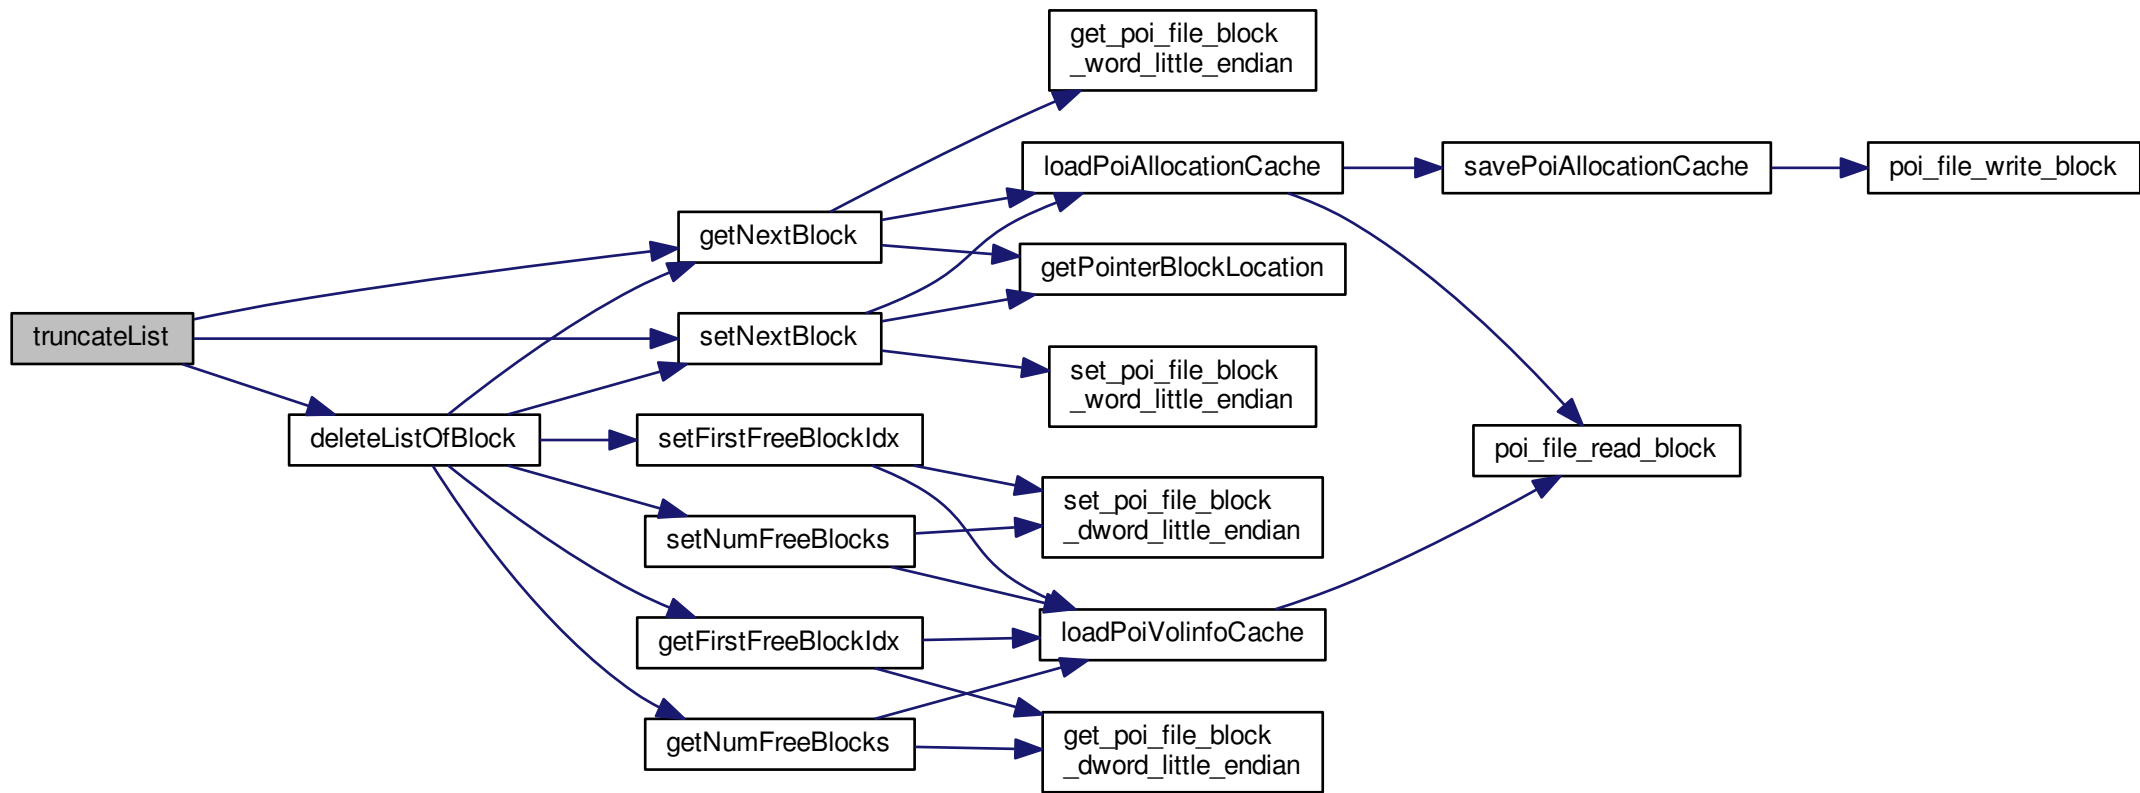 truncateList
deleteListOfBlock
getNextBlock
setNextBlock
setFirstFreeBlockIdx
setNumFreeBlocks
getFirstFreeBlockIdx
getNumFreeBlocks
get_poi_file_block
_word_little_endian
loadPoiAllocationCache
getPointerBlockLocation
set_poi_file_block
_word_little_endian
set_poi_file_block
_dword_little_endian
loadPoiVolinfoCache
get_poi_file_block
_dword_little_endian
savePoiAllocationCache
poi_file_read_block
poi_file_write_block